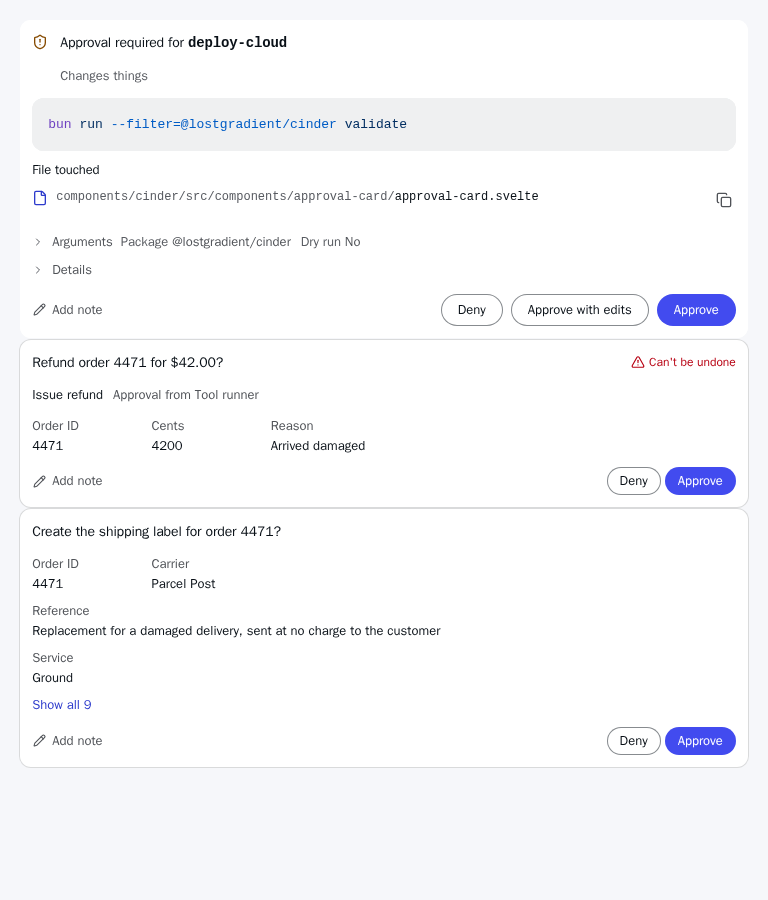 Approval required for deploy-cloud
Changes things
bun run --filter=@lostgradient/cinder validate
File touched
components/cinder/src/components/approval-card/approval-card.svelte
Arguments Package @lostgradient/cinder Dry run No
Details
Add note Deny Approve with edits Approve
Refund order 4471 for $42.00? Can't be undone
Issue refund Approval from Tool runner
Order ID Cents Reason
4471 4200 Arrived damaged
Add note Deny Approve
Create the shipping label for order 4471?
Order ID Carrier
4471 Parcel Post
Reference
Replacement for a damaged delivery, sent at no charge to the customer
Service
Ground
Show all 9
Add note Deny Approve